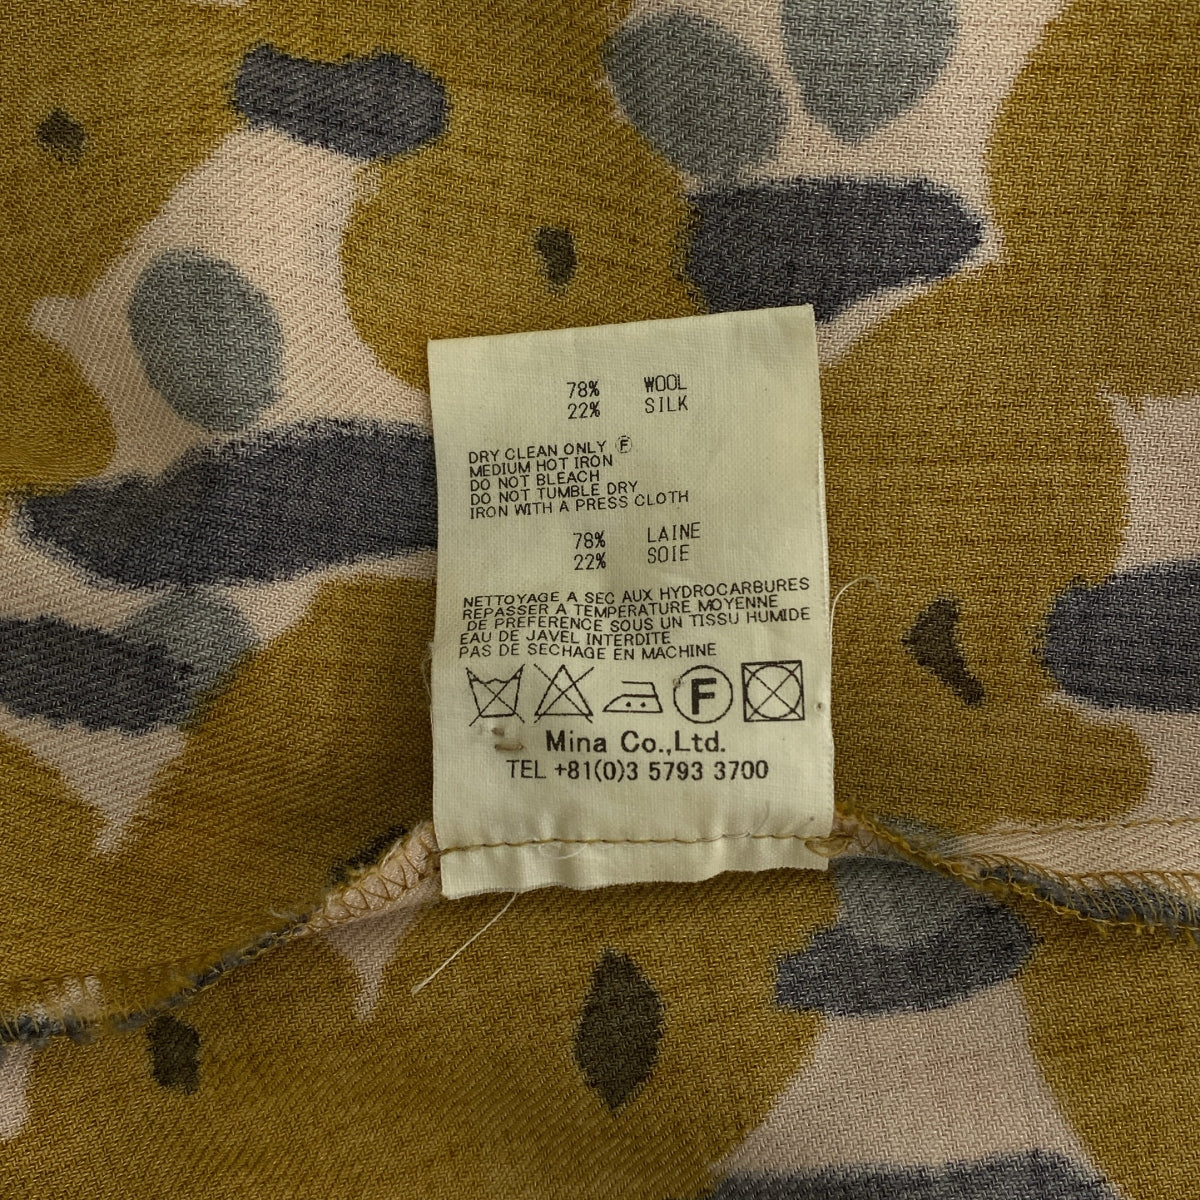 78% WOOL
22% SILK
DRY CLEAN ONLY Ⓕ
MEDIUM HOT IRON
DO NOT BLEACH
DO NOT TUMBLE DRY
IRON WITH A PRESS CLOTH
78% LAINE
22% SOIE
NETTOYAGE A SEC AUX HYDROCARBURES
REPASSER A TEMPERATURE MOYENNE
DE PREFERENCE SOUS UN TISSU HUMIDE
EAU DE JAVEL INTERDITE
PAS DE SECHAGE EN MACHINE
F
Mina Co.,Ltd.
TEL +81(0)3 5793 3700